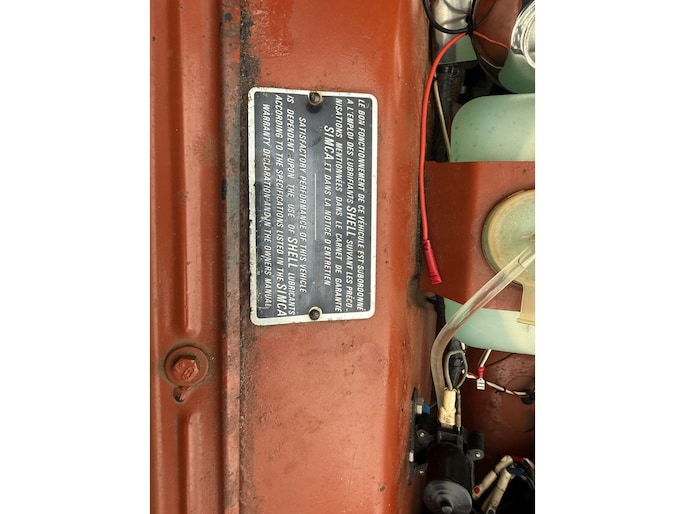 LE BON FONCTIONNEMENT DE CE VÉHICULE EST SUBORDONNÉ
A L'EMPLOI DES LUBRIFIANTS SHELL SUIVANT LES PRÉCO-
NISATIONS MENTIONNÉES DANS LE CARNET DE GARANTIE
SIMCA ET DANS LA NOTICE D'ENTRETIEN
SATISFACTORY PERFORMANCE OF THIS VEHICLE
IS DEPENDENT UPON THE USE OF SHELL LUBRICANTS
ACCORDING TO THE SPECIFICATIONS LISTED IN THE SIMCA
WARRANTY DECLARATION AND IN THE OWNERS MANUAL